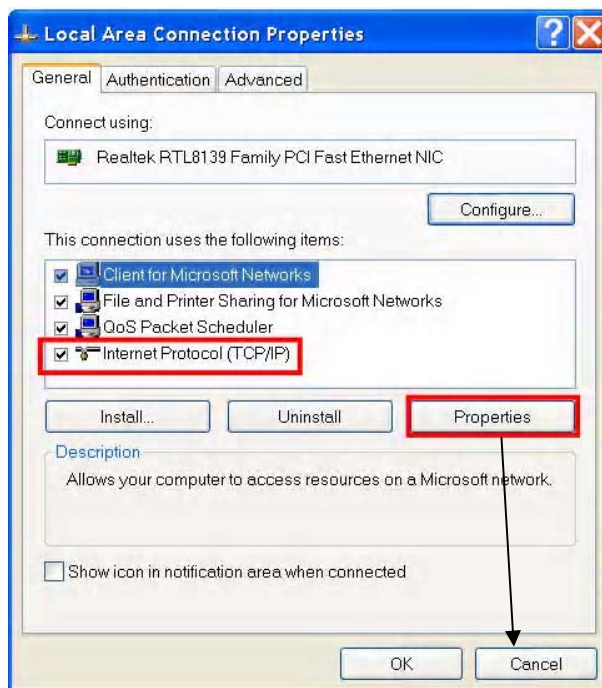 Local Area Connection Properties
General Authentication Advanced
Connect using:
Realtek RTL8139 Family PCI Fast Ethernet NIC
Configure...
This connection uses the following items:
Client for Microsoft Networks
File and Printer Sharing for Microsoft Networks
QoS Packet Scheduler
Internet Protocol (TCP/IP)
Install... Uninstall Properties
Description
Allows your computer to access resources on a Microsoft network.
Show icon in notification area when connected
OK Cancel